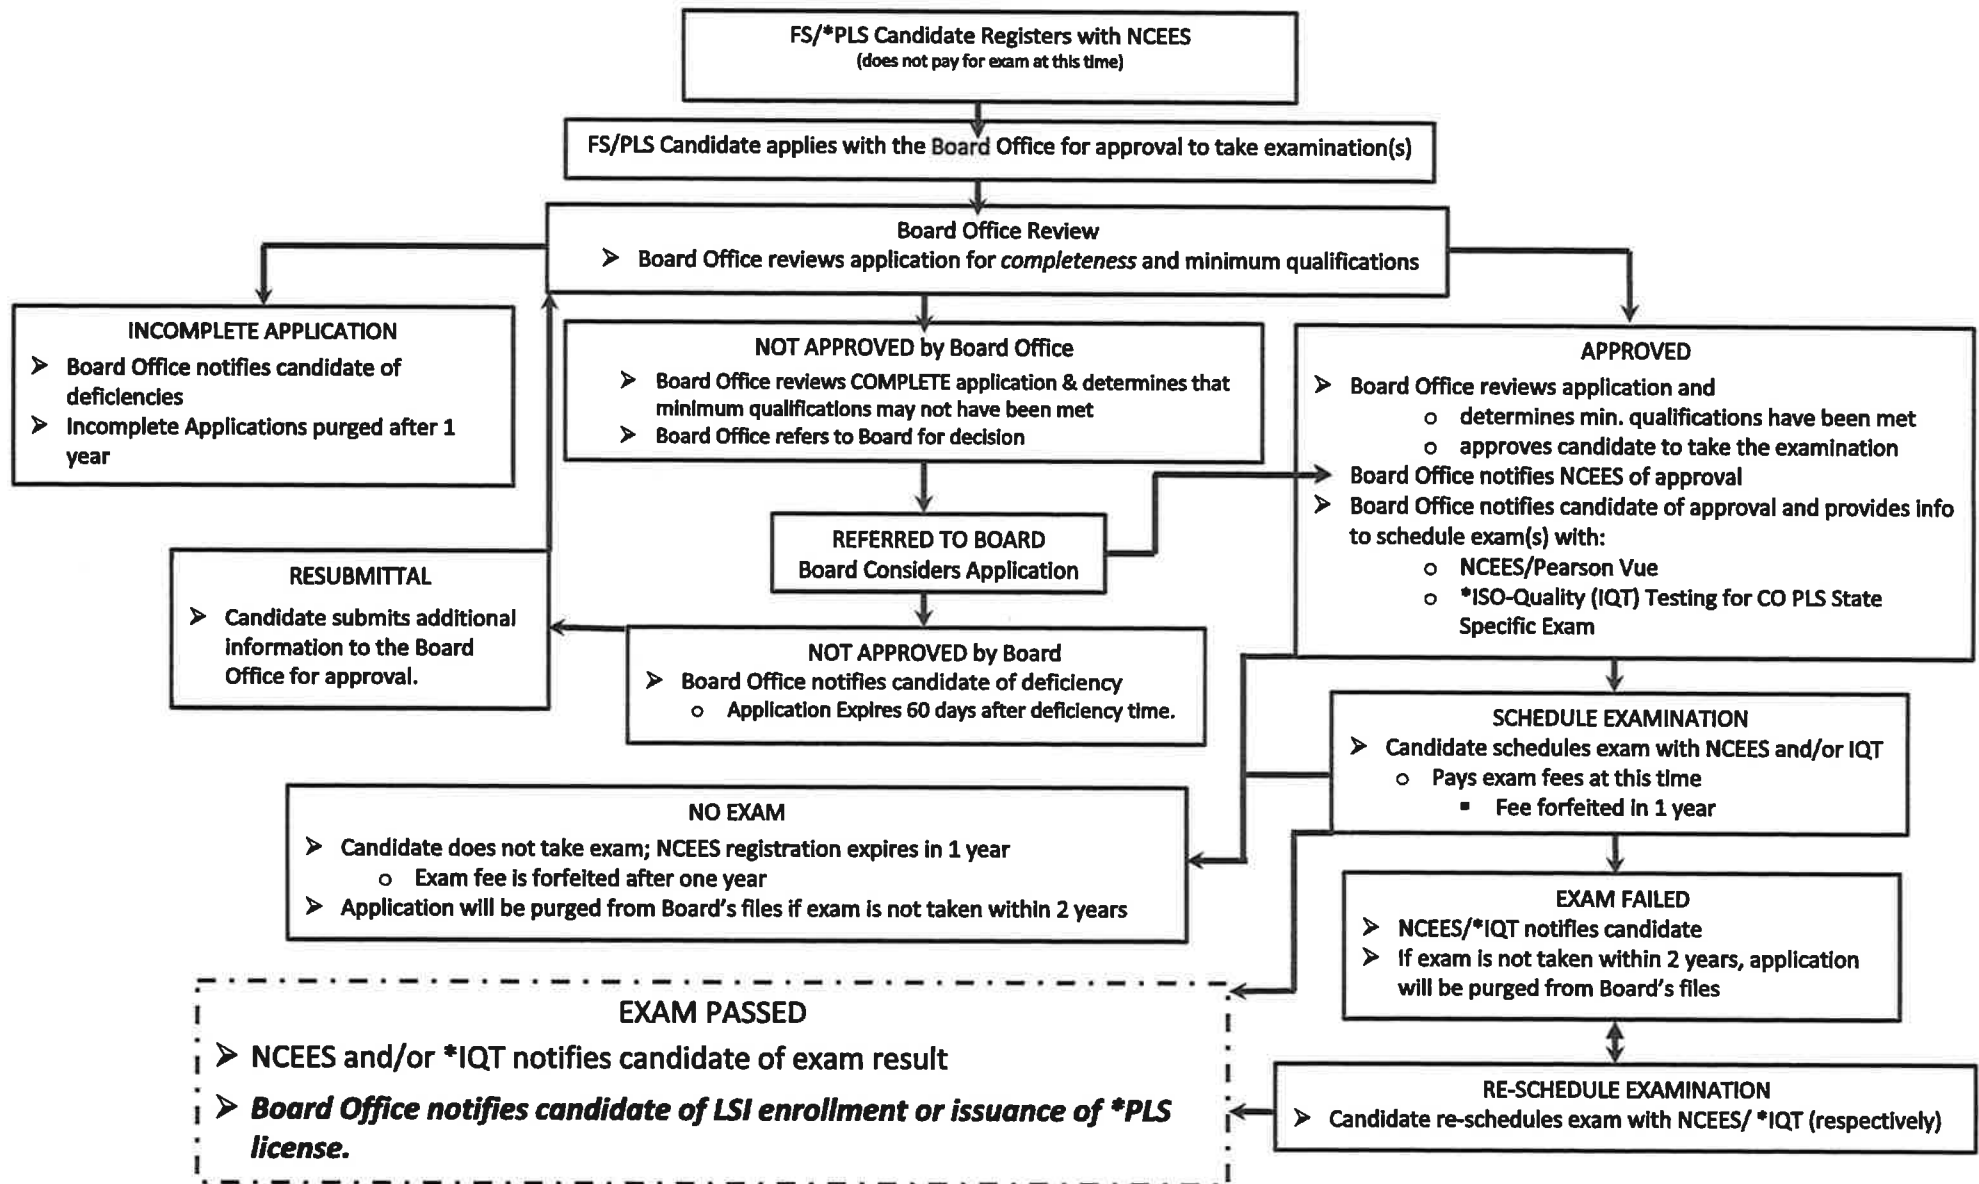 FS/*PLS Candidate Registers with NCEES
(does not pay for exam at this time)
FS/PLS Candidate applies with the Board Office for approval to take examination(s)
Board Office Review
➢ Board Office reviews application for completeness and minimum qualifications
INCOMPLETE APPLICATION
➢ Board Office notifies candidate of
deficiencies
➢ Incomplete Applications purged after 1
year
NOT APPROVED by Board Office
➢ Board Office reviews COMPLETE application & determines that
minimum qualifications may not have been met
➢ Board Office refers to Board for decision
APPROVED
➢ Board Office reviews application and
o determines min. qualifications have been met
o approves candidate to take the examination
➢ Board Office notifies NCEES of approval
➢ Board Office notifies candidate of approval and provides info
to schedule exam(s) with:
o NCEES/Pearson Vue
o *ISO-Quality (IQT) Testing for CO PLS State
Specific Exam
REFERRED TO BOARD
Board Considers Application
RESUBMITTAL
➢ Candidate submits additional
information to the Board
Office for approval.
NOT APPROVED by Board
➢ Board Office notifies candidate of deficiency
o Application Expires 60 days after deficiency time.
SCHEDULE EXAMINATION
➢ Candidate schedules exam with NCEES and/or IQT
o Pays exam fees at this time
▪ Fee forfeited in 1 year
NO EXAM
➢ Candidate does not take exam; NCEES registration expires in 1 year
o Exam fee is forfeited after one year
➢ Application will be purged from Board's files if exam is not taken within 2 years
EXAM FAILED
➢ NCEES/*IQT notifies candidate
➢ If exam is not taken within 2 years, application
will be purged from Board's files
EXAM PASSED
➢ NCEES and/or *IQT notifies candidate of exam result
➢ Board Office notifies candidate of LSI enrollment or issuance of *PLS
license.
RE-SCHEDULE EXAMINATION
➢ Candidate re-schedules exam with NCEES/ *IQT (respectively)